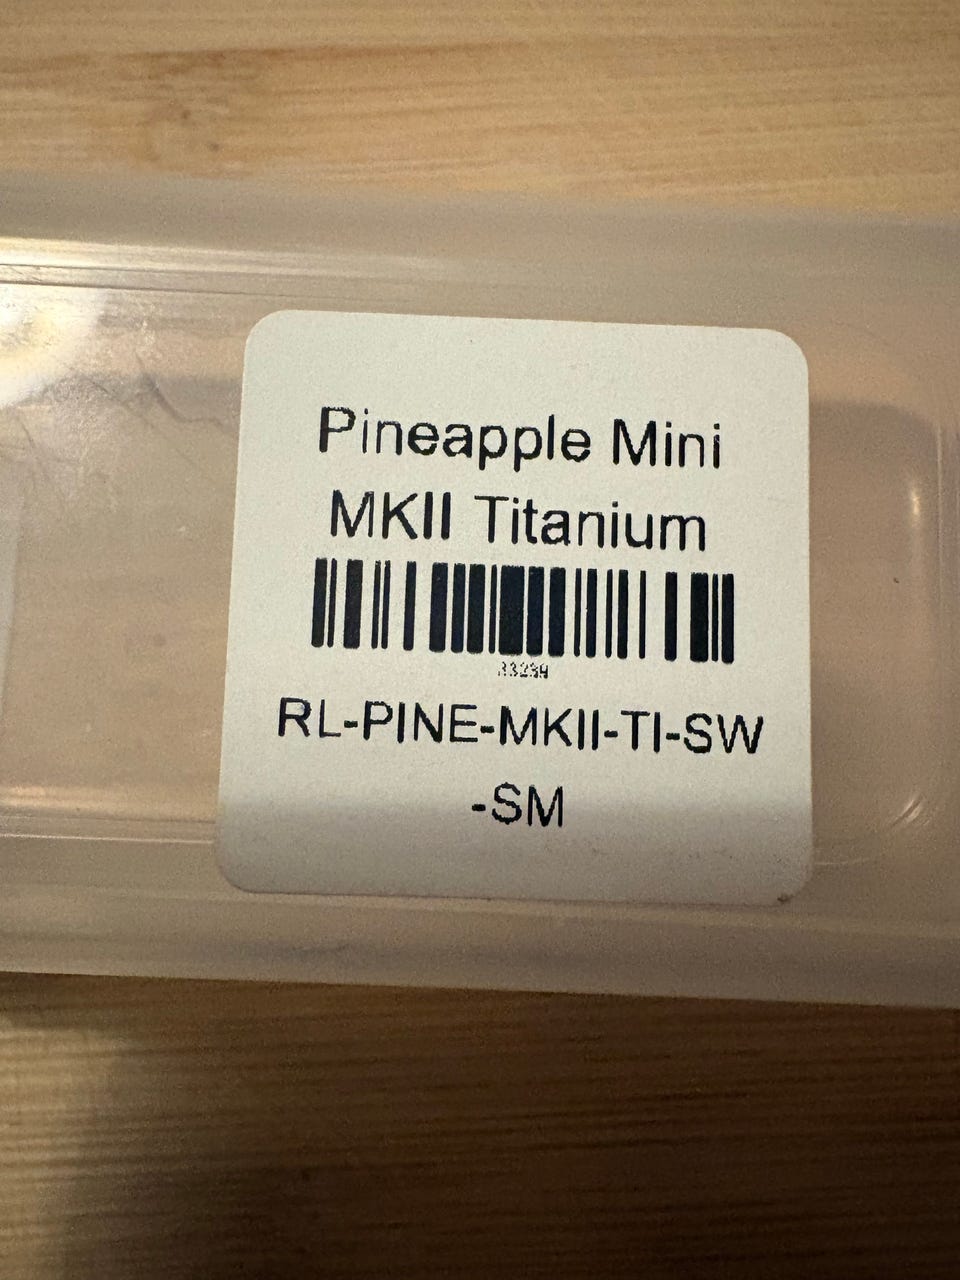 Pineapple Mini
MKII Titanium
RL-PINE-MKII-TI-SW
-SM